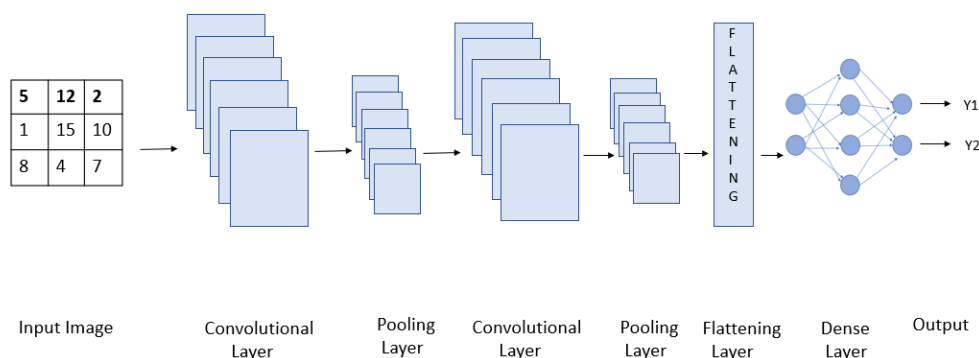 5 12 2
1 15 10
8 4 7
FLATTENING
Y1
Y2
Input Image
Convolutional
Layer
Pooling
Layer
Convolutional
Layer
Pooling
Layer
Flattening
Layer
Dense
Layer
Output